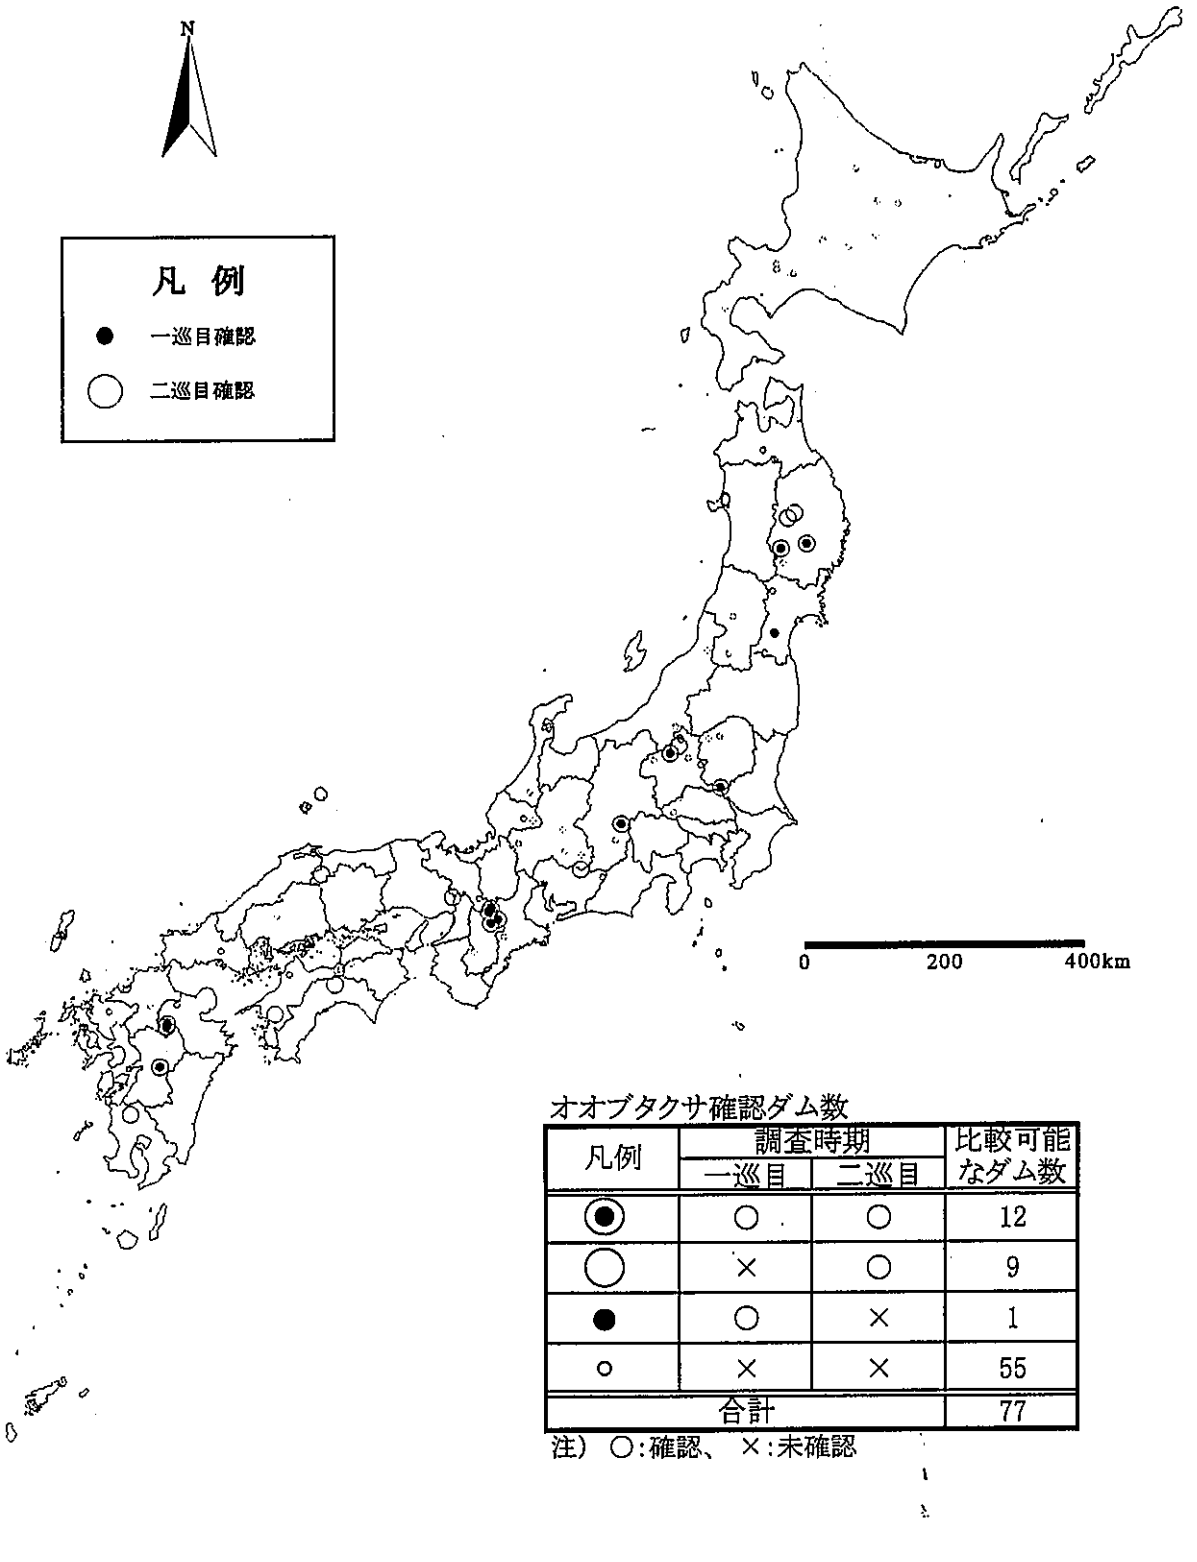 N
凡 例
一巡目確認
二巡目確認
0 200 400km
オオブタクサ確認ダム数
凡例 調査時期 比較可能なダム数
一巡目 二巡目
○ ○ 12
× ○ 9
○ × 1
× × 55
合計 77
注） ○:確認、 ×:未確認